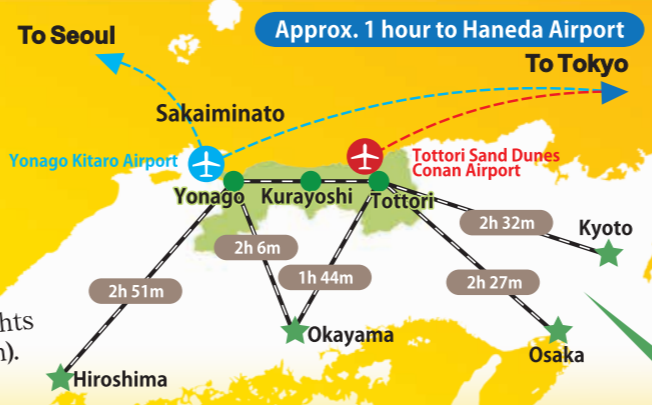 Approx. 1 hour to Haneda Airport
To Seoul
To Tokyo
Sakaiminato
Yonago Kitaro Airport
Tottori Sand Dunes
Conan Airport
Yonago
Kurayoshi
Tottori
2h 32m
Kyoto
2h 6m
1h 44m
2h 27m
2h 51m
Okayama
Osaka
Hiroshima